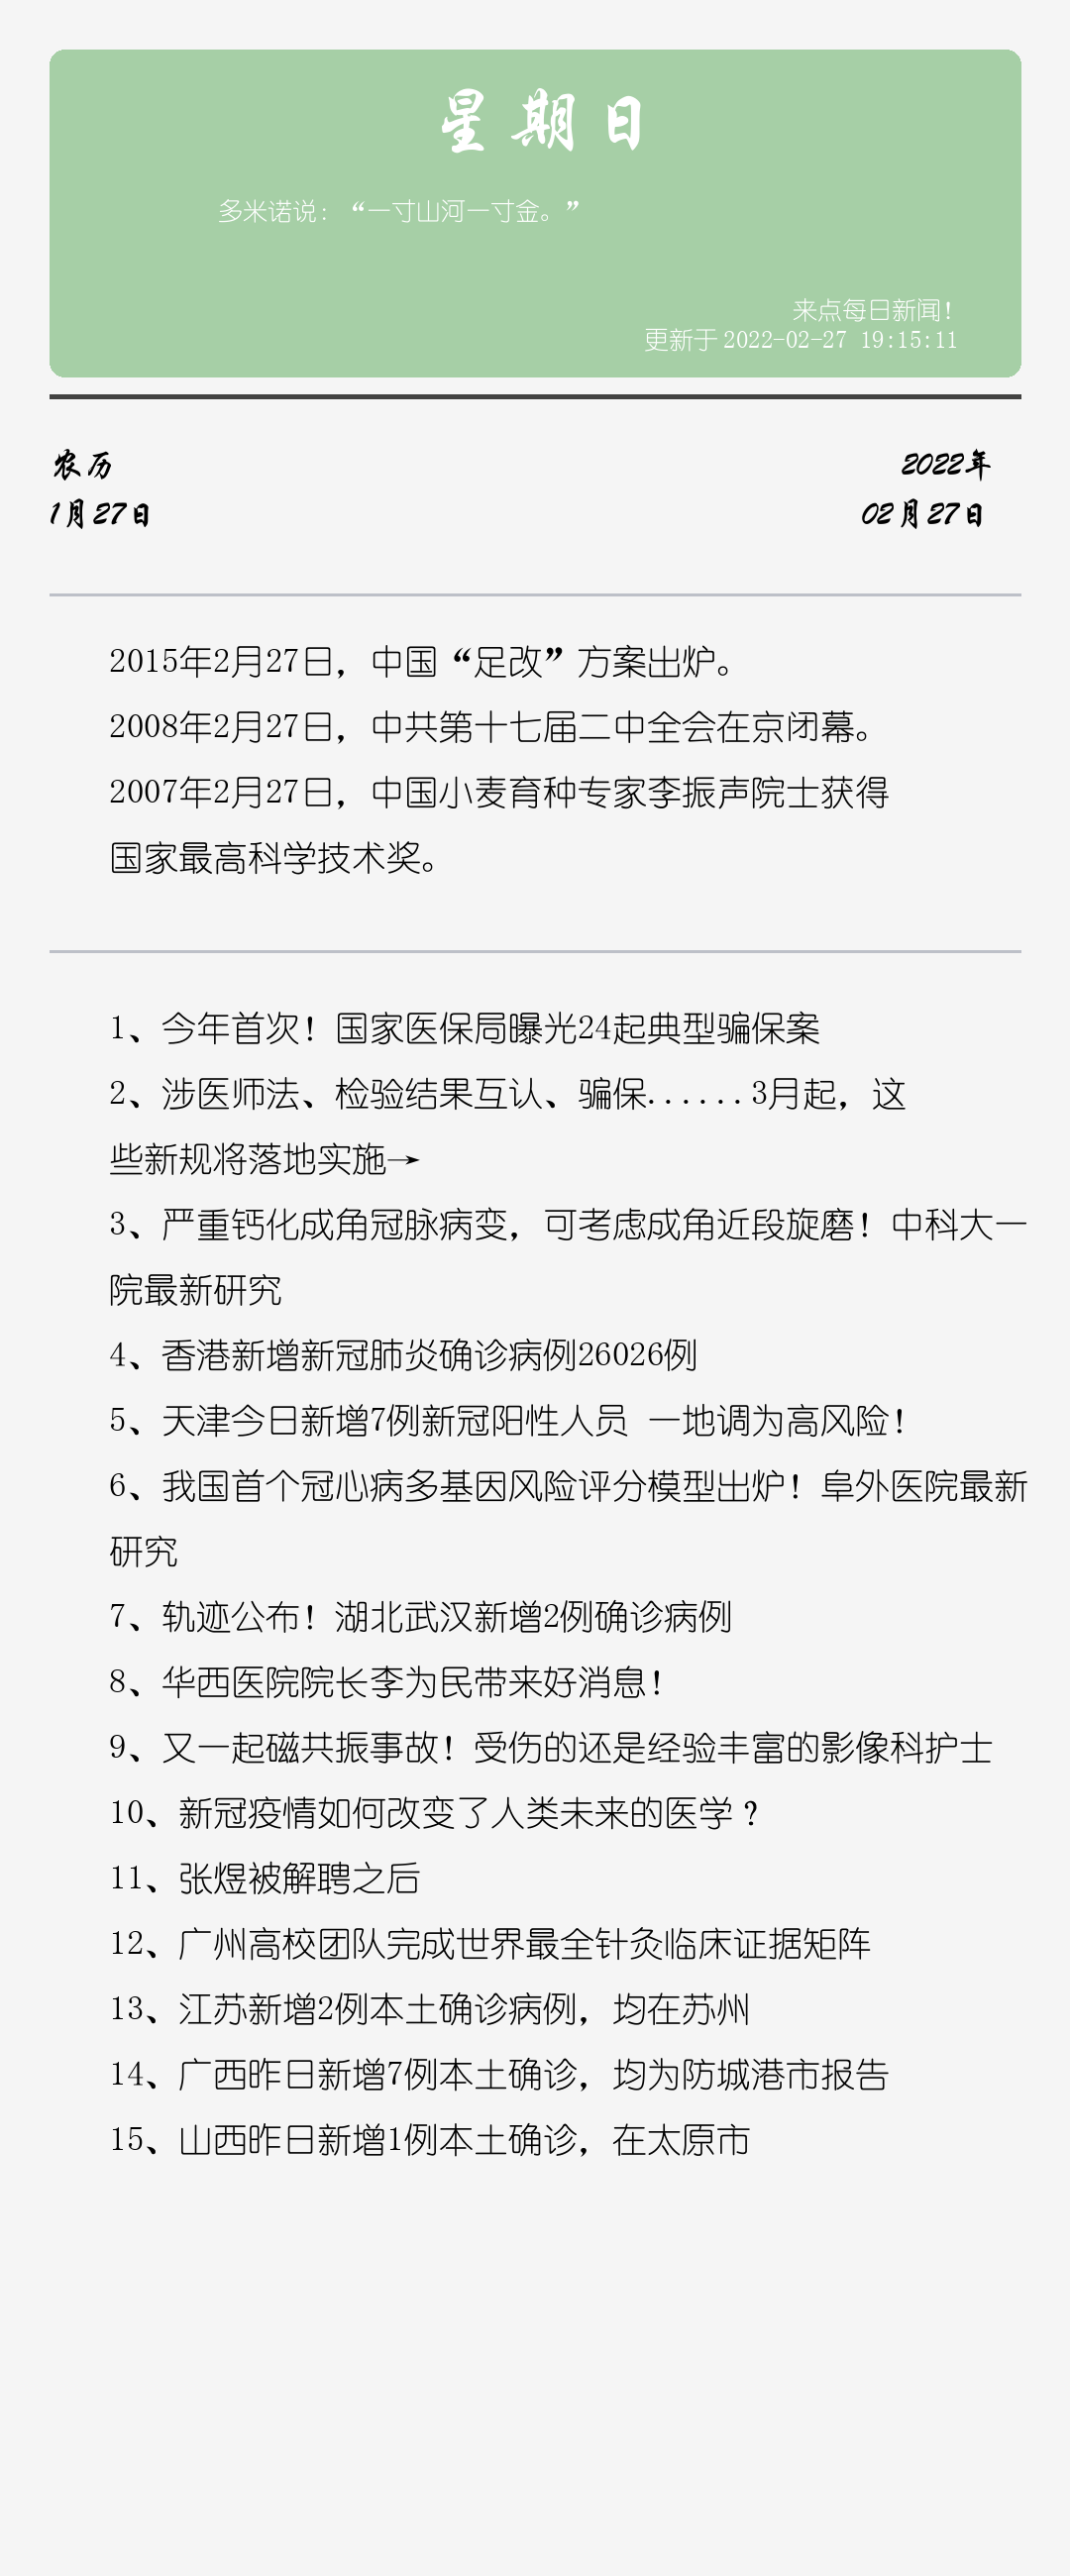 星期日
多米诺说：“一寸山河一寸金。”
来点每日新闻！
更新于 2022-02-27 19:15:11
农历
2022年
1月27日
02月27日
2015年2月27日，中国“足改”方案出炉。
2008年2月27日，中共第十七届二中全会在京闭幕。
2007年2月27日，中国小麦育种专家李振声院士获得
国家最高科学技术奖。
1、今年首次！国家医保局曝光24起典型骗保案
2、涉医师法、检验结果互认、骗保......3月起，这
些新规将落地实施→
3、严重钙化成角冠脉病变，可考虑成角近段旋磨！中科大一
院最新研究
4、香港新增新冠肺炎确诊病例26026例
5、天津今日新增7例新冠阳性人员 一地调为高风险！
6、我国首个冠心病多基因风险评分模型出炉！阜外医院最新
研究
7、轨迹公布！湖北武汉新增2例确诊病例
8、华西医院院长李为民带来好消息！
9、又一起磁共振事故！受伤的还是经验丰富的影像科护士
10、新冠疫情如何改变了人类未来的医学？
11、张煜被解聘之后
12、广州高校团队完成世界最全针灸临床证据矩阵
13、江苏新增2例本土确诊病例，均在苏州
14、广西昨日新增7例本土确诊，均为防城港市报告
15、山西昨日新增1例本土确诊，在太原市